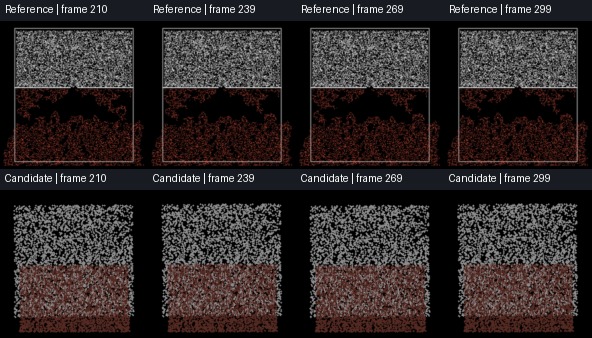 Reference | frame 210
Reference | frame 239
Reference | frame 269
Reference | frame 299
Candidate | frame 210
Candidate | frame 239
Candidate | frame 269
Candidate | frame 299